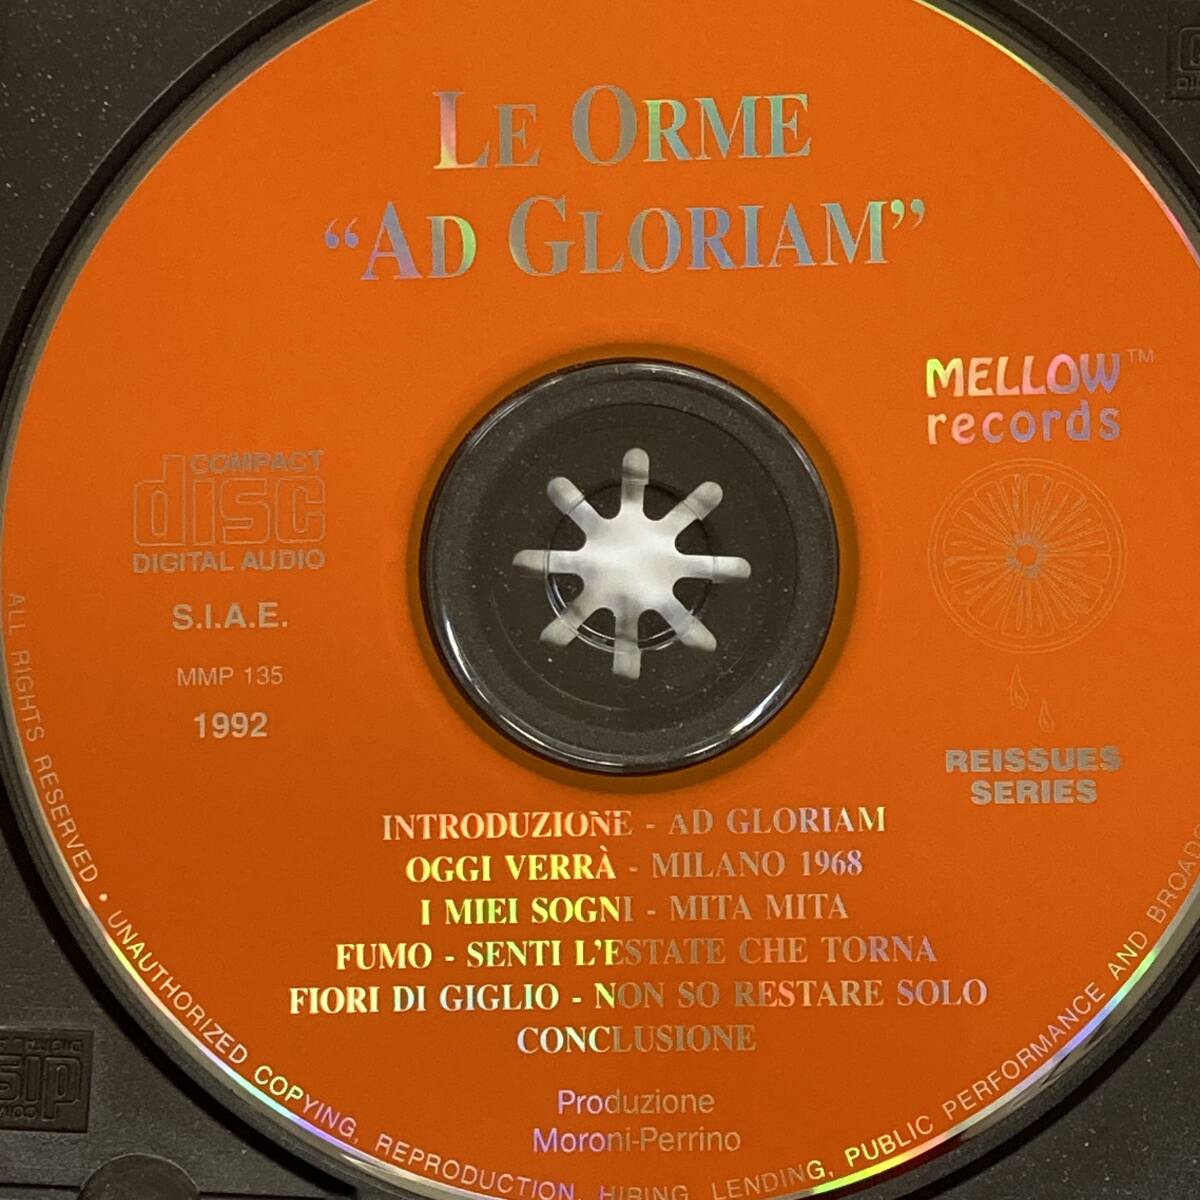 LE ORME
“AD GLORIAM”
MELLOW™
records
COMPACT
disc
DIGITAL AUDIO
S.I.A.E.
MMP 135
1992
REISSUES
SERIES
INTRODUZIONE - AD GLORIAM
OGGI VERRÀ - MILANO 1968
I MIEI SOGNI - MITA MITA
FUMO - SENTI L'ESTATE CHE TORNA
FIORI DI GIGLIO - NON SO RESTARE SOLO
CONCLUSIONE
Produzione
Moroni-Perrino
ALL RIGHTS RESERVED • UNAUTHORIZED COPYING, REPRODUCTION, HIRING, LENDING, PUBLIC PERFORMANCE AND BROAD